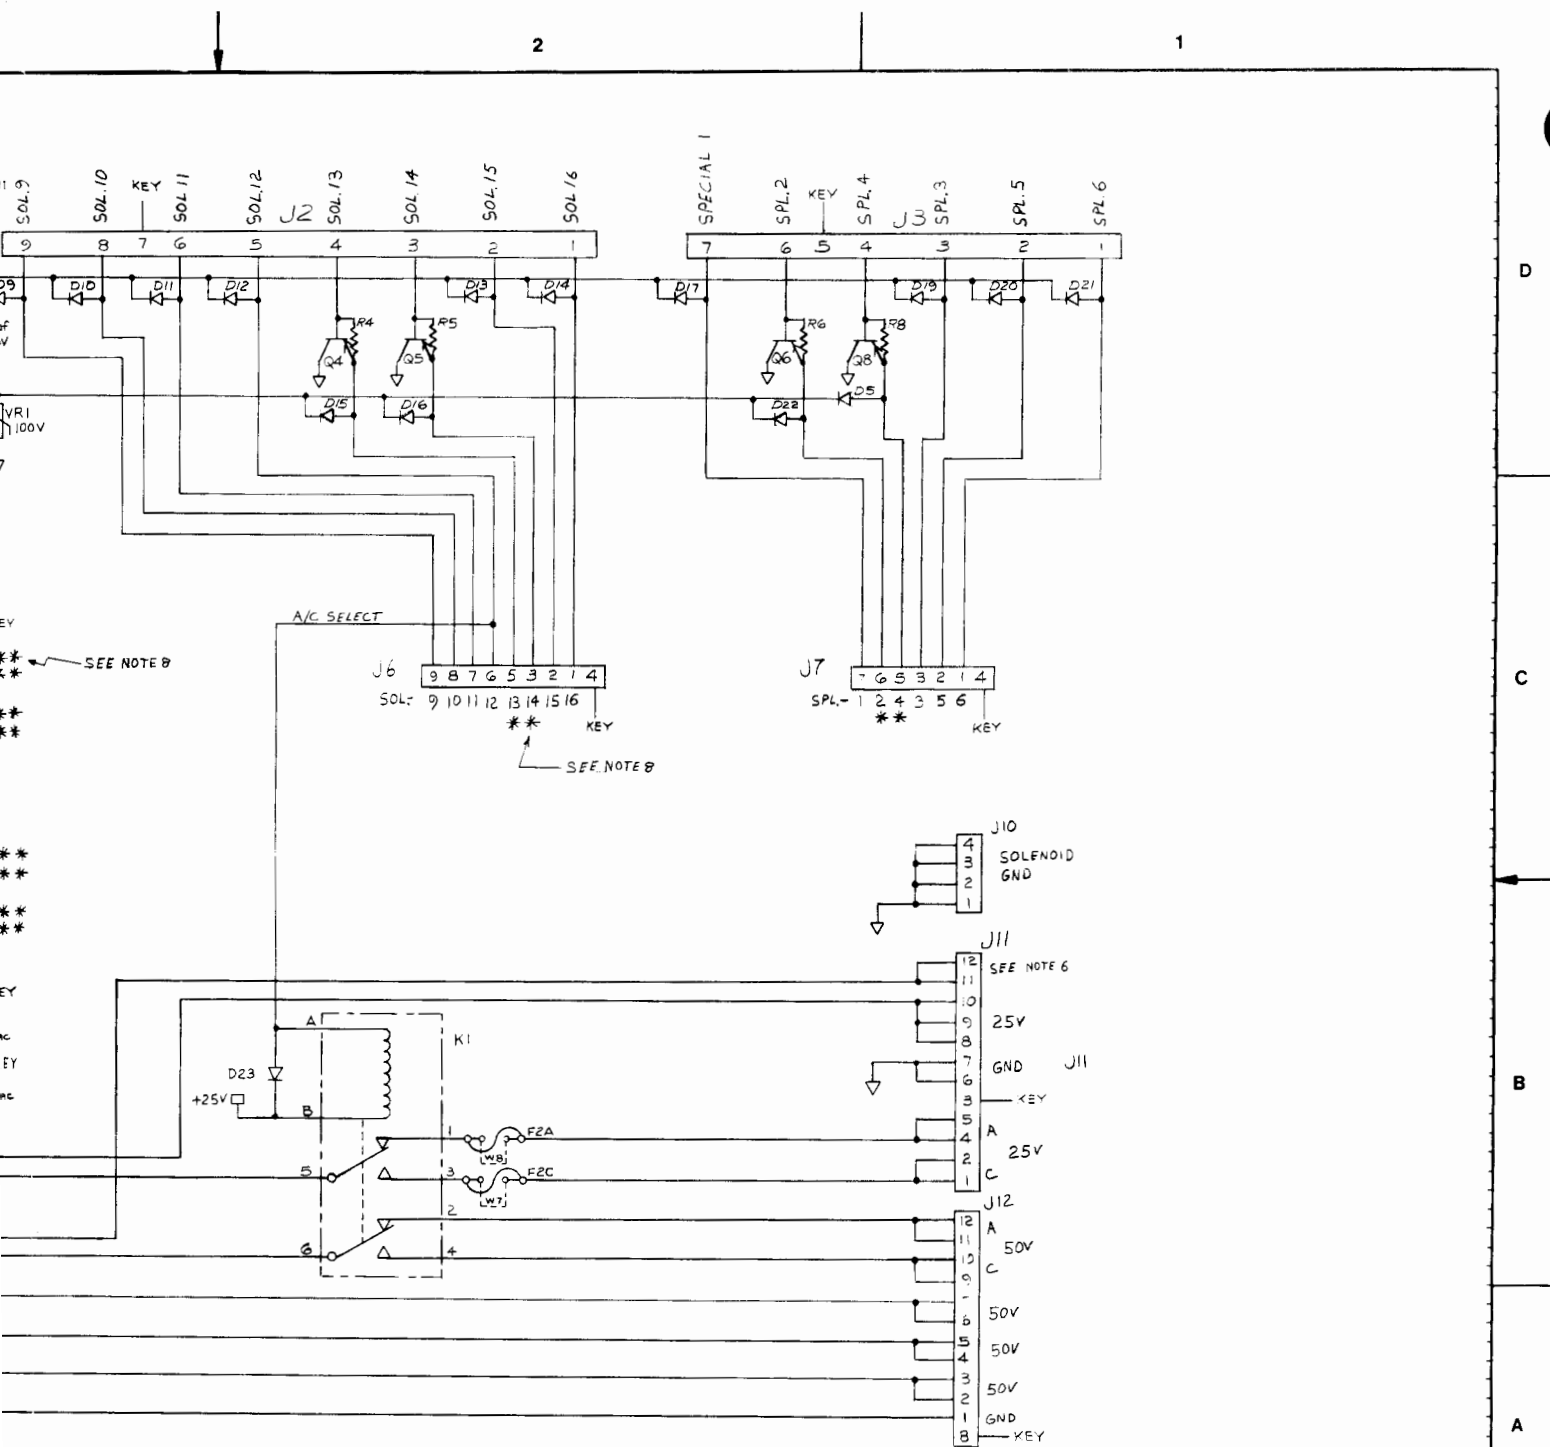 2 1
SOL.9 SOL.10 KEY SOL 11 SOL.12 J2 SOL.13 SOL.14 SOL.15 SOL 16 SPECIAL 1 SPL.2 KEY SPL.4 J3 SPL.3 SPL.5 SPL.6
9 8 7 6 5 4 3 2 1 7 6 5 4 3 2 1
D
D9 D10 D11 D12 D13 D14 D17 D19 D20 D21
R4 R5 R6 R8
Q4 Q5 Q6 Q8
D15 D16 D22 D5
VR1
100V
A/C SELECT
** SEE NOTE 8
**
J6 9 8 7 6 5 3 2 1 4
SOL- 9 10 11 12 13 14 15 16
** KEY
SEE NOTE 8
J7 7 6 5 3 2 1 4
SPL.- 1 2 4 3 5 6
** KEY
C
**
**
J10
4
3 SOLENOID
2 GND
1
**
**
**
**
J11
12 SEE NOTE 6
11
10
9 25V
8
7 GND J11
6
3 KEY
5 A
4
2 25V
1 C
B
A K1
D23
+25V
B
1 F2A
W8
5 3 F2C
W7
2
6 4
J12
12 A
11 50V
10 C
9
7
6 50V
5 50V
4
3 50V
2
1 GND
8 KEY
A